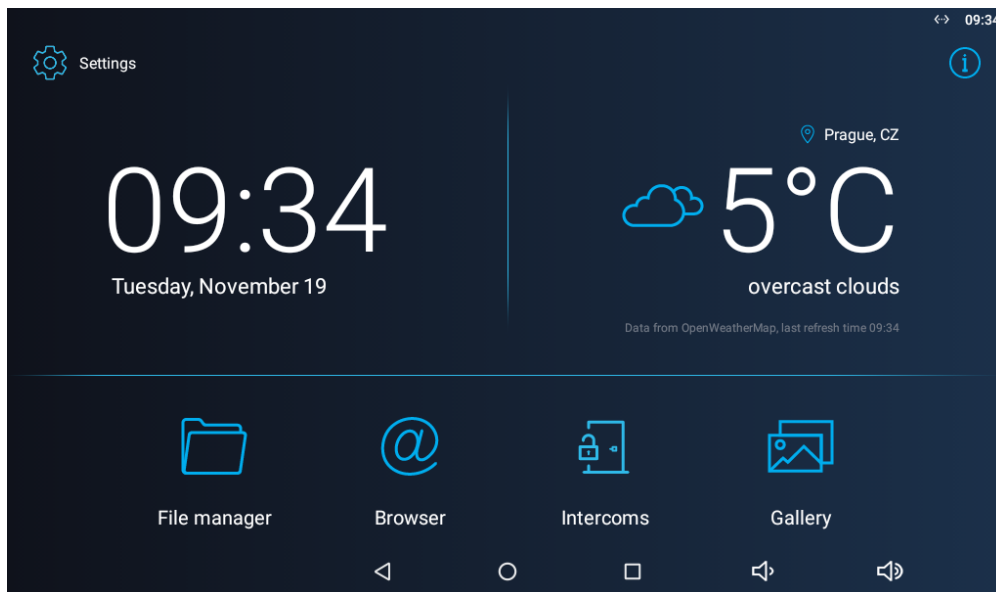 09:34
Settings
Prague, CZ
09:34
5°C
Tuesday, November 19
overcast clouds
Data from OpenWeatherMap, last refresh time 09:34
File manager
Browser
Intercoms
Gallery